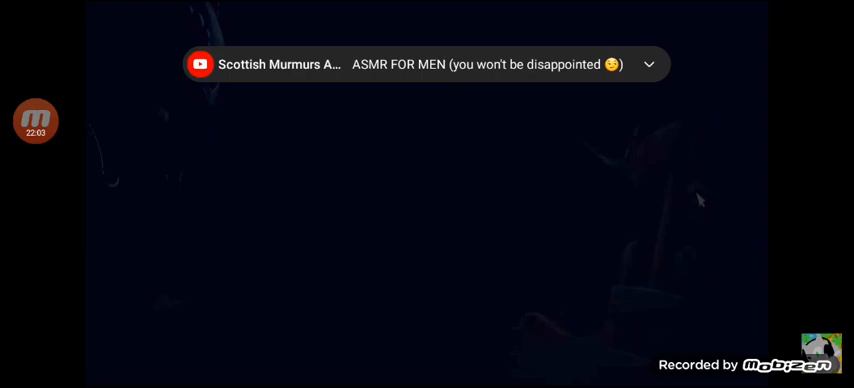 Scottish Murmurs A... ASMR FOR MEN (you won't be disappointed 😏)
22:03
Recorded by mobizen